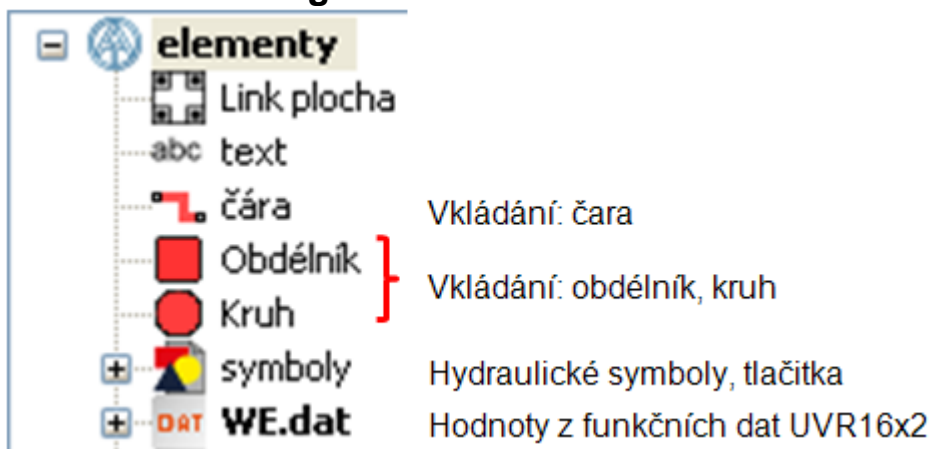 elementy
Link plocha
abc text
čára Vkládání: čara
Obdélník
Vkládání: obdélník, kruh
Kruh
symboly Hydraulické symboly, tlačitka
DAT WE.dat Hodnoty z funkčních dat UVR16x2